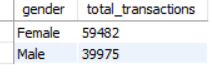 gender total_transactions
Female 59482
Male 39975